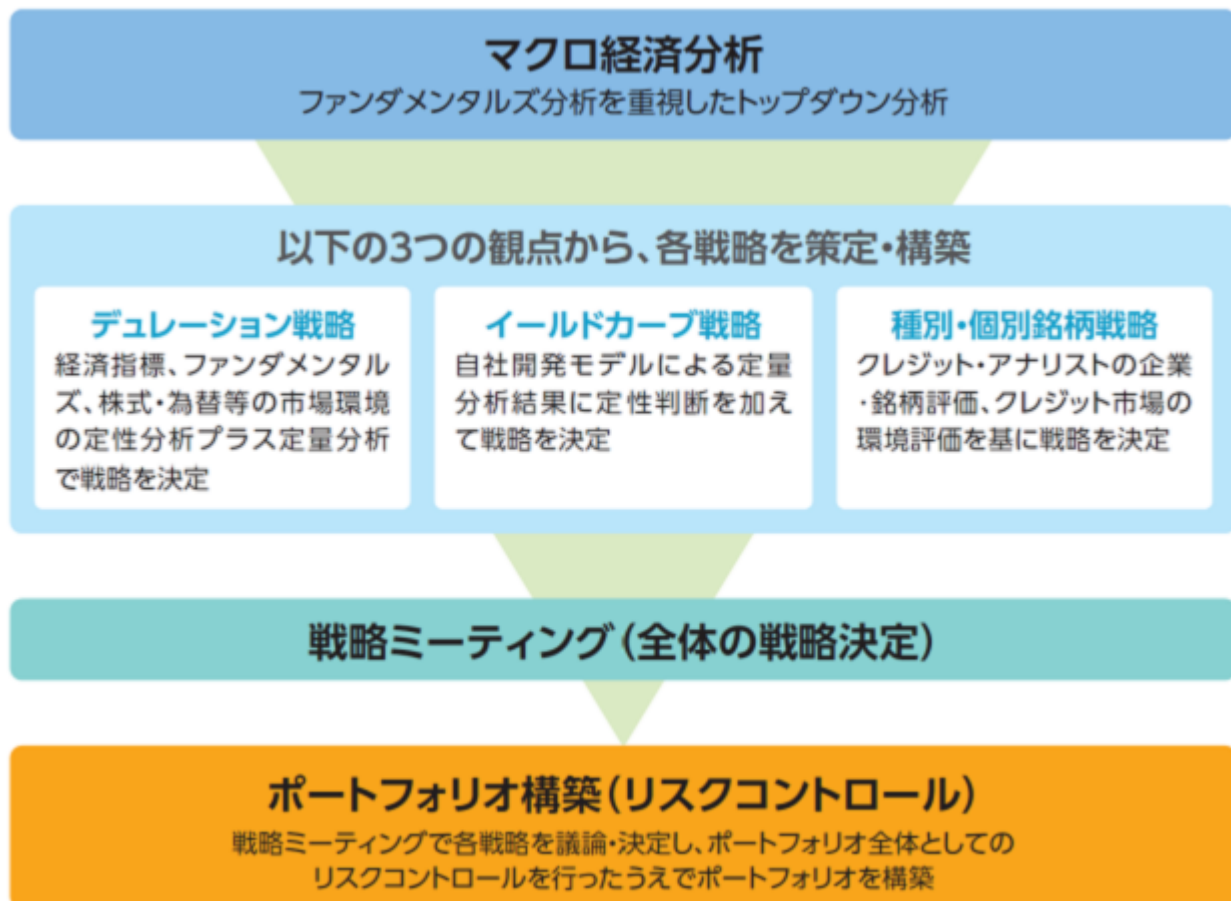 マクロ経済分析
ファンダメンタルズ分析を重視したトップダウン分析
以下の3つの観点から、各戦略を策定・構築
デュレーション戦略
経済指標、ファンダメンタル
ズ、株式・為替等の市場環境
の定性分析プラス定量分析
で戦略を決定
イールドカーブ戦略
自社開発モデルによる定量
分析結果に定性判断を加え
て戦略を決定
種別・個別銘柄戦略
クレジット・アナリストの企業
・銘柄評価、クレジット市場の
環境評価を基に戦略を決定
戦略ミーティング(全体の戦略決定)
ポートフォリオ構築(リスクコントロール)
戦略ミーティングで各戦略を議論・決定し、ポートフォリオ全体としての
リスクコントロールを行ったうえでポートフォリオを構築